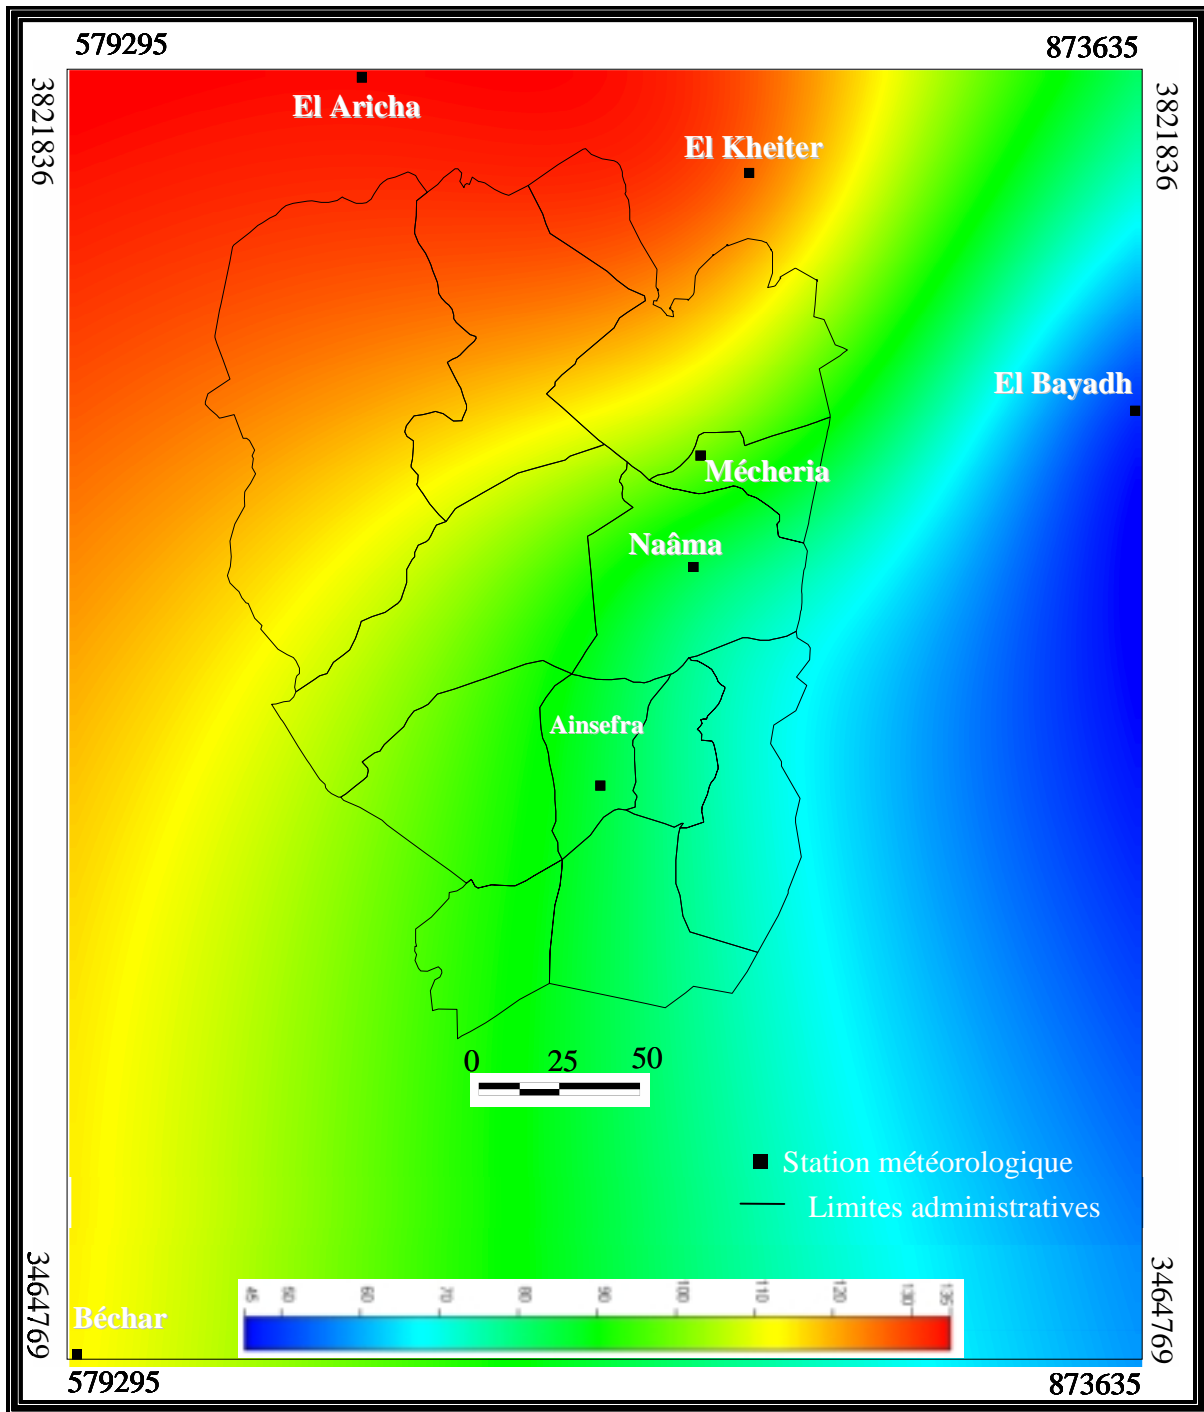 579295
873635
3821836
3821836
El Aricha
El Kheiter
El Bayadh
Mécheria
Naâma
Ainsefra
0 25 50
Station météorologique
Limites administratives
3464769
3464769
45 50 60 70 80 90 100 110 120 130 135
Béchar
579295
873635